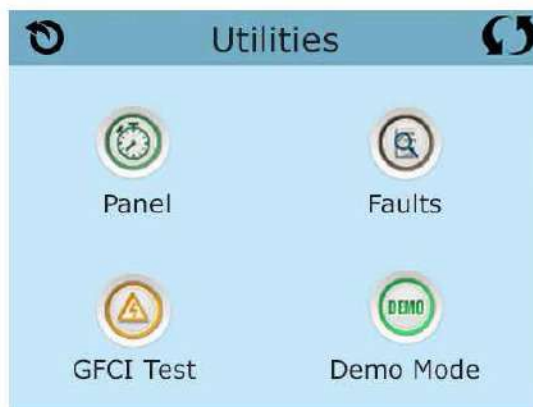 Utilities
Panel
Faults
DEMO
GFCI Test
Demo Mode